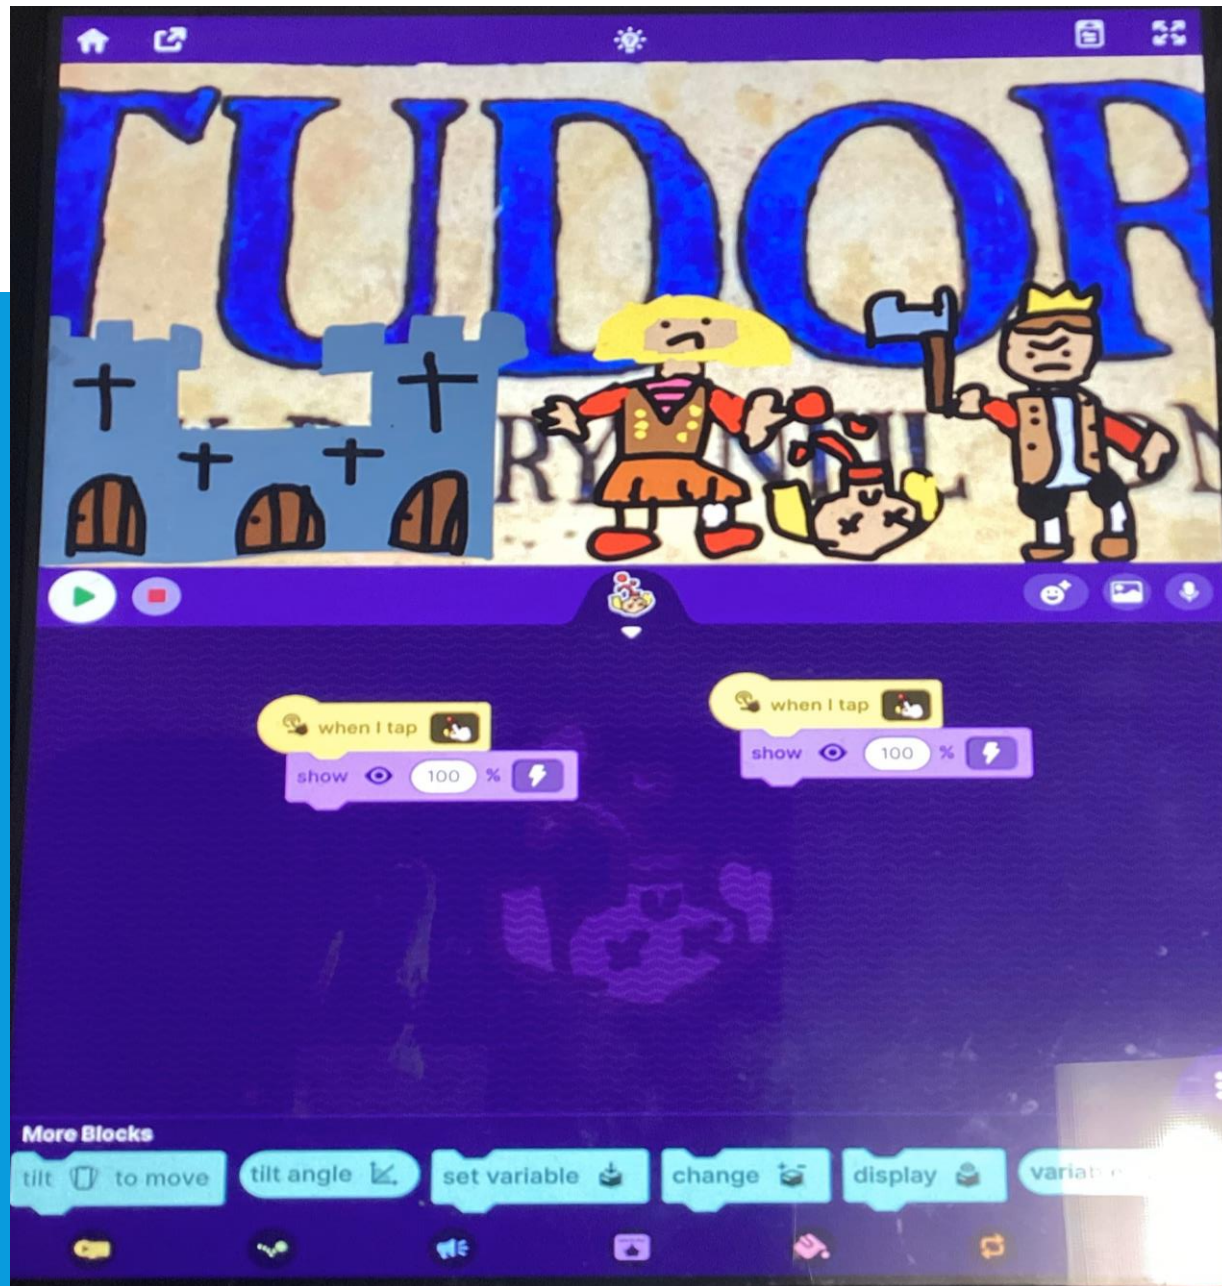 TUDOR
when I tap
show 100 %
when I tap
show 100 %
More Blocks
tilt to move
tilt angle
set variable
change
display